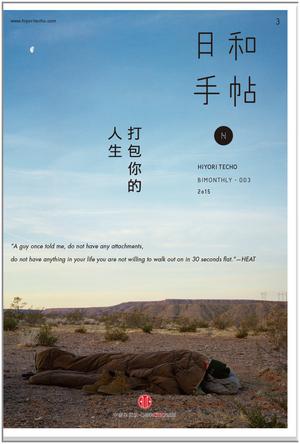 www.hiyoritecho.com
3
日和
手帖
N
打包你的
人生
HIYORI TECHO
BIMONTHLY · 003
2015
"A guy once told me, do not have any attachments,
do not have anything in your life you are not willing to walk out on in 30 seconds flat."—HEAT